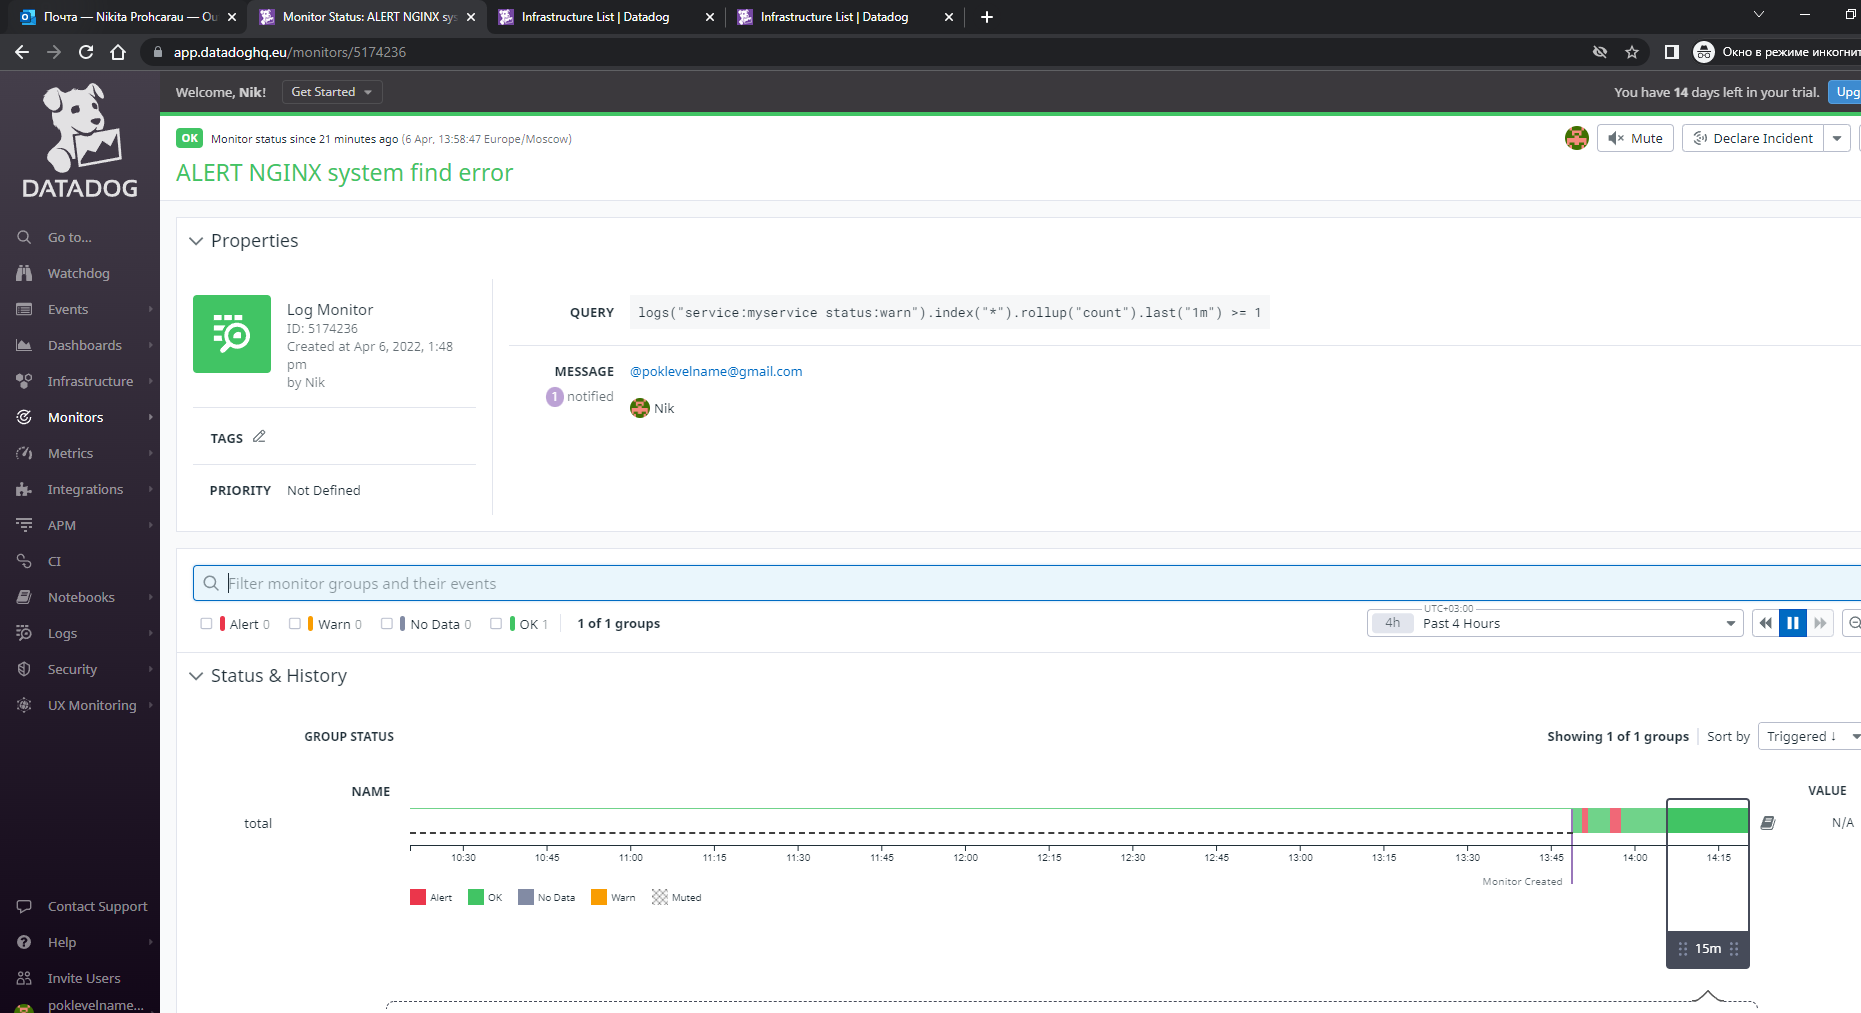 Почта — Nikita Prohcarau — Ou
Monitor Status: ALERT NGINX sys
Infrastructure List | Datadog
Infrastructure List | Datadog
app.datadoghq.eu/monitors/5174236
Окно в режиме инкогнит
DATADOG
Go to...
Watchdog
Events
Dashboards
Infrastructure
Monitors
Metrics
Integrations
APM
CI
Notebooks
Logs
Security
UX Monitoring
Contact Support
Help
Invite Users
poklevelname...
Welcome, Nik!
Get Started
You have 14 days left in your trial.
Upg
OK Monitor status since 21 minutes ago (6 Apr, 13:58:47 Europe/Moscow)
Mute
Declare Incident
ALERT NGINX system find error
Properties
Log Monitor
ID: 5174236
Created at Apr 6, 2022, 1:48
pm
by Nik
TAGS
PRIORITY Not Defined
QUERY logs("service:myservice status:warn").index("*").rollup("count").last("1m") >= 1
MESSAGE @poklevelname@gmail.com
1 notified
Nik
Filter monitor groups and their events
Alert 0 Warn 0 No Data 0 OK 1 1 of 1 groups
UTC+03:00
4h Past 4 Hours
Status & History
GROUP STATUS
Showing 1 of 1 groups Sort by Triggered ↓
NAME
VALUE
total
N/A
10:30 10:45 11:00 11:15 11:30 11:45 12:00 12:15 12:30 12:45 13:00 13:15 13:30 13:45 14:00 14:15
Monitor Created
Alert OK No Data Warn Muted
15m